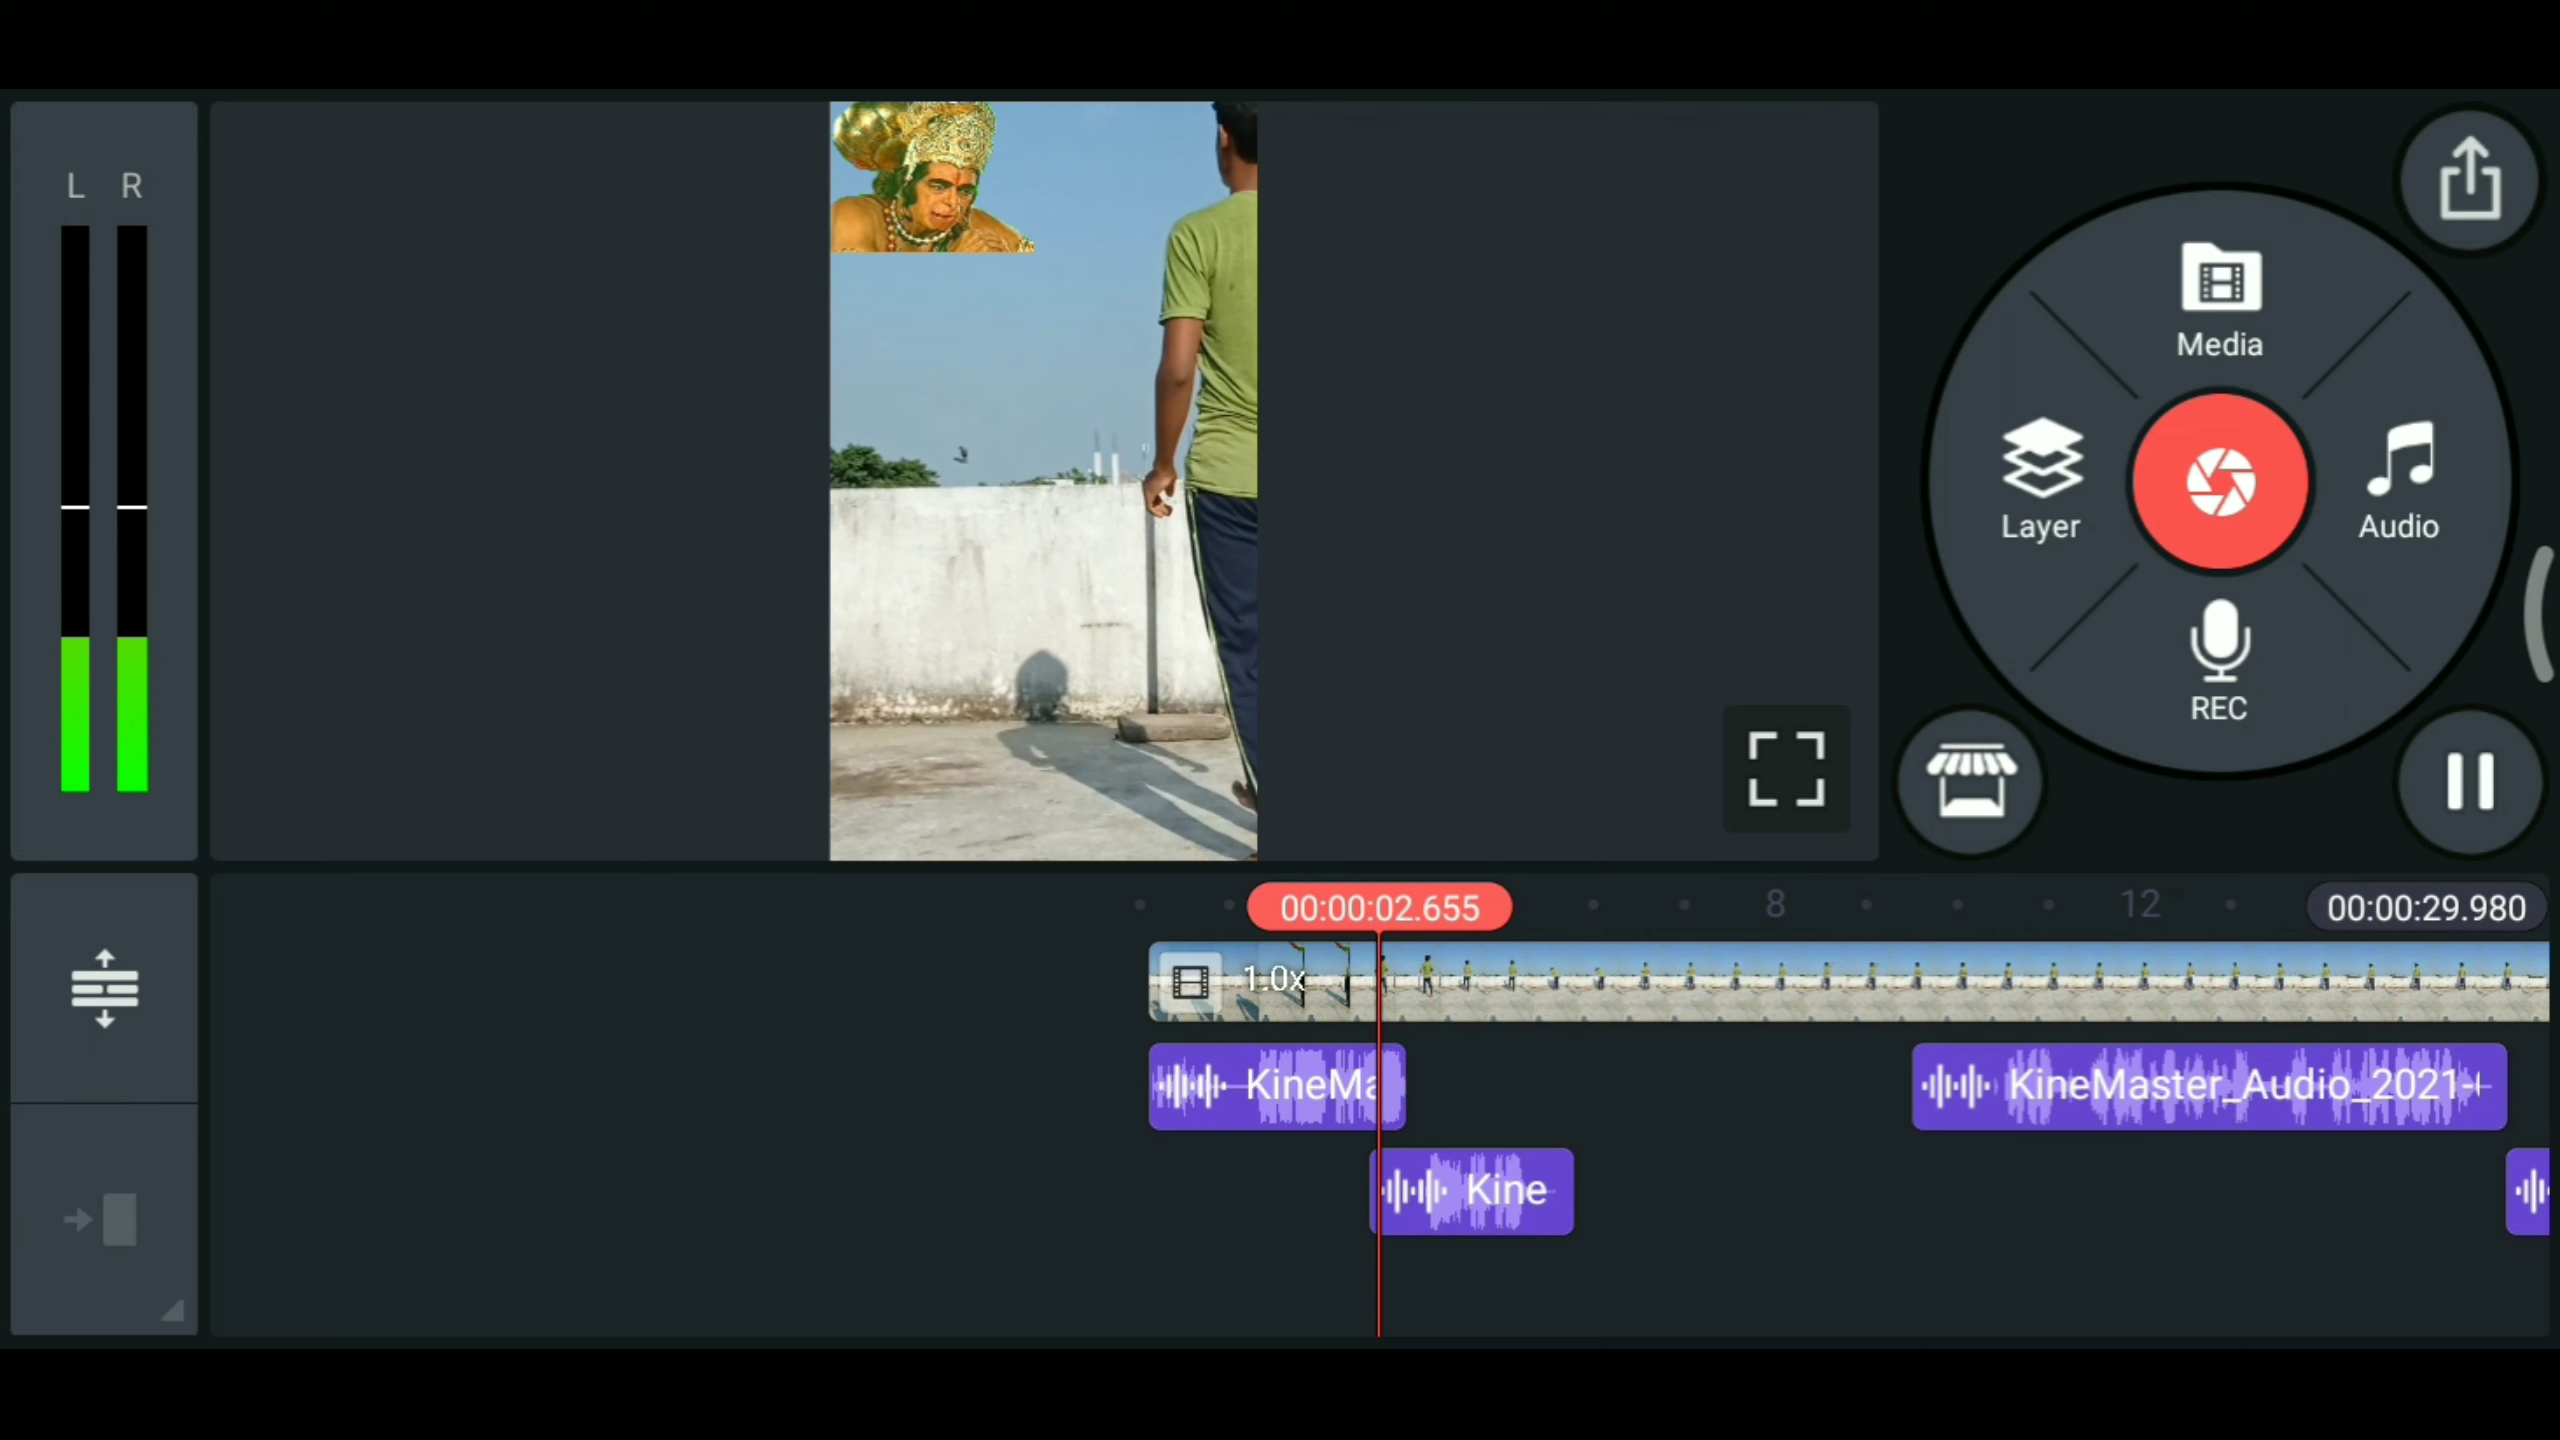 L R
Media
Layer
Audio
REC
00:00:02.655
8
12
00:00:29.980
1.0x
KineMa
KineMaster_Audio_2021-
Kine